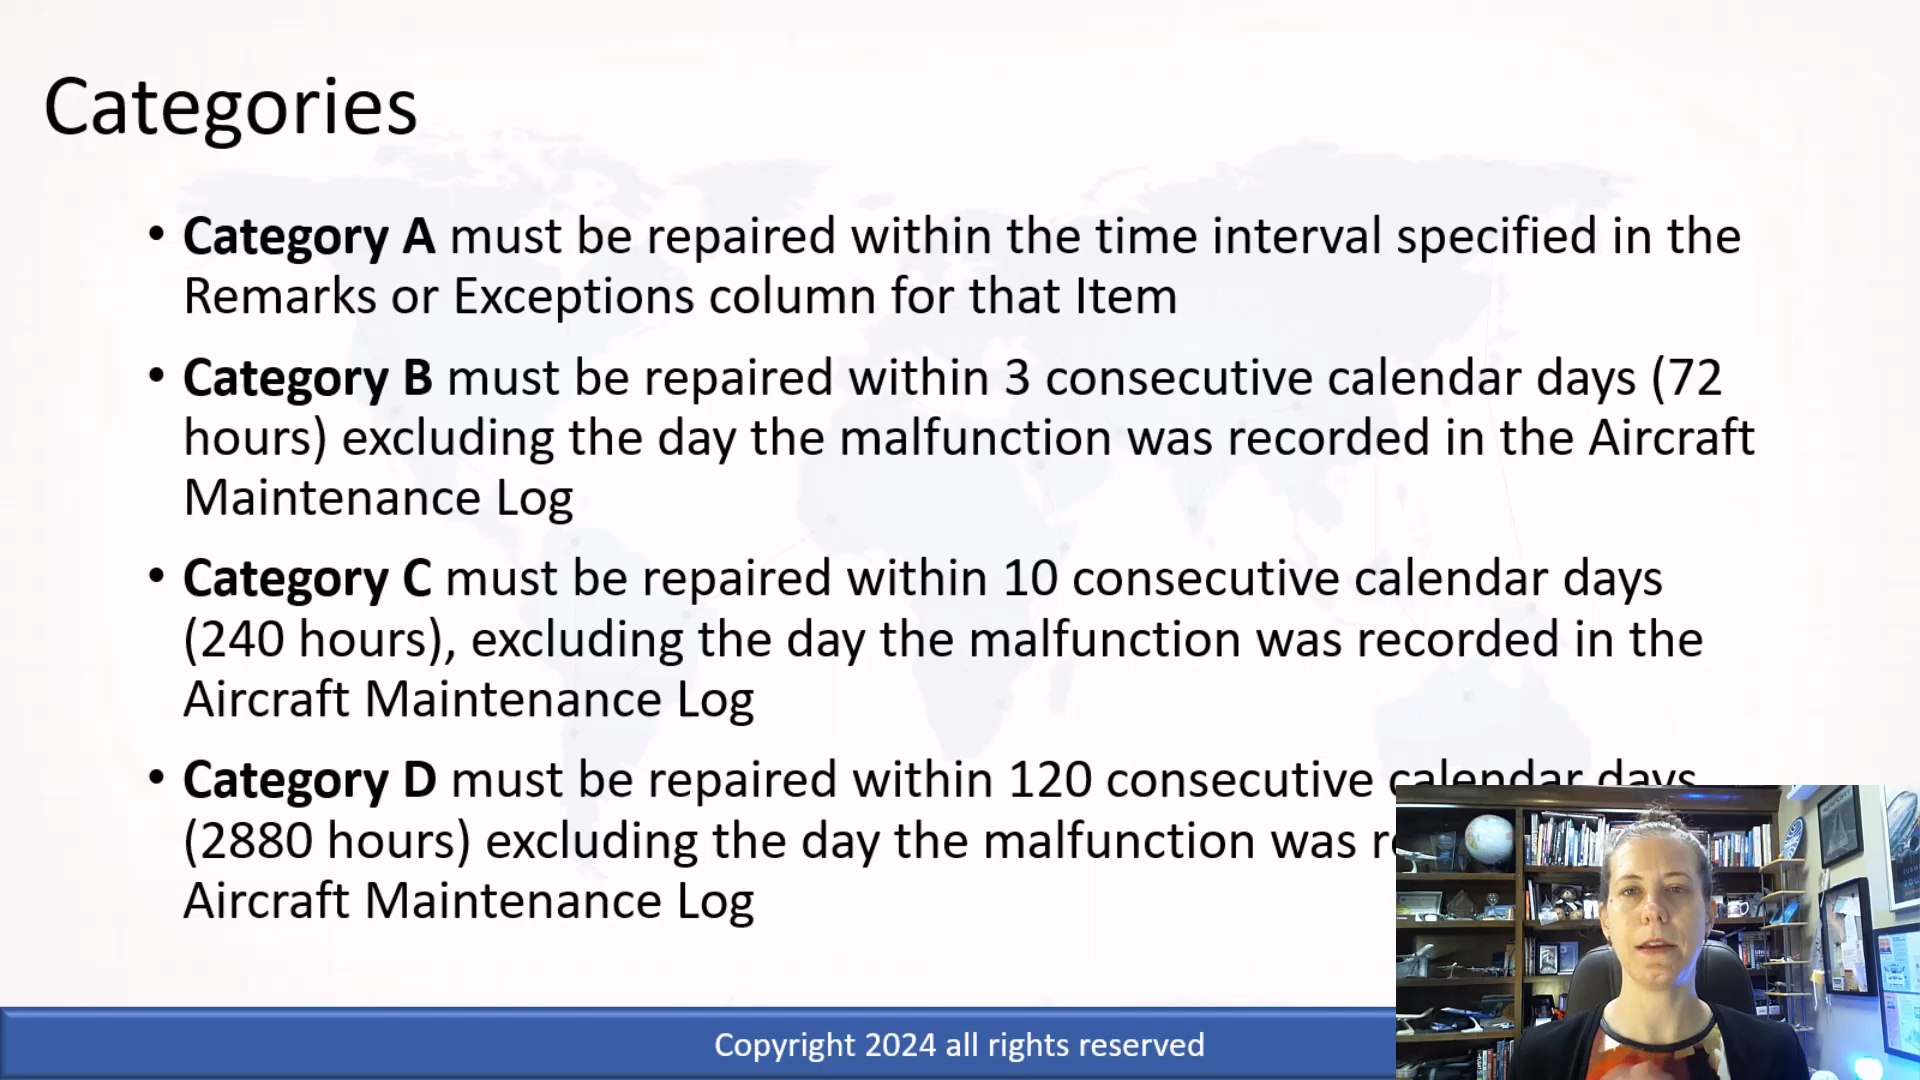 Categories
• Category A must be repaired within the time interval specified in the
Remarks or Exceptions column for that Item
• Category B must be repaired within 3 consecutive calendar days (72
hours) excluding the day the malfunction was recorded in the Aircraft
Maintenance Log
• Category C must be repaired within 10 consecutive calendar days
(240 hours), excluding the day the malfunction was recorded in the
Aircraft Maintenance Log
• Category D must be repaired within 120 consecutive calendar days
(2880 hours) excluding the day the malfunction was
Aircraft Maintenance Log
Copyright 2024 all rights reserved